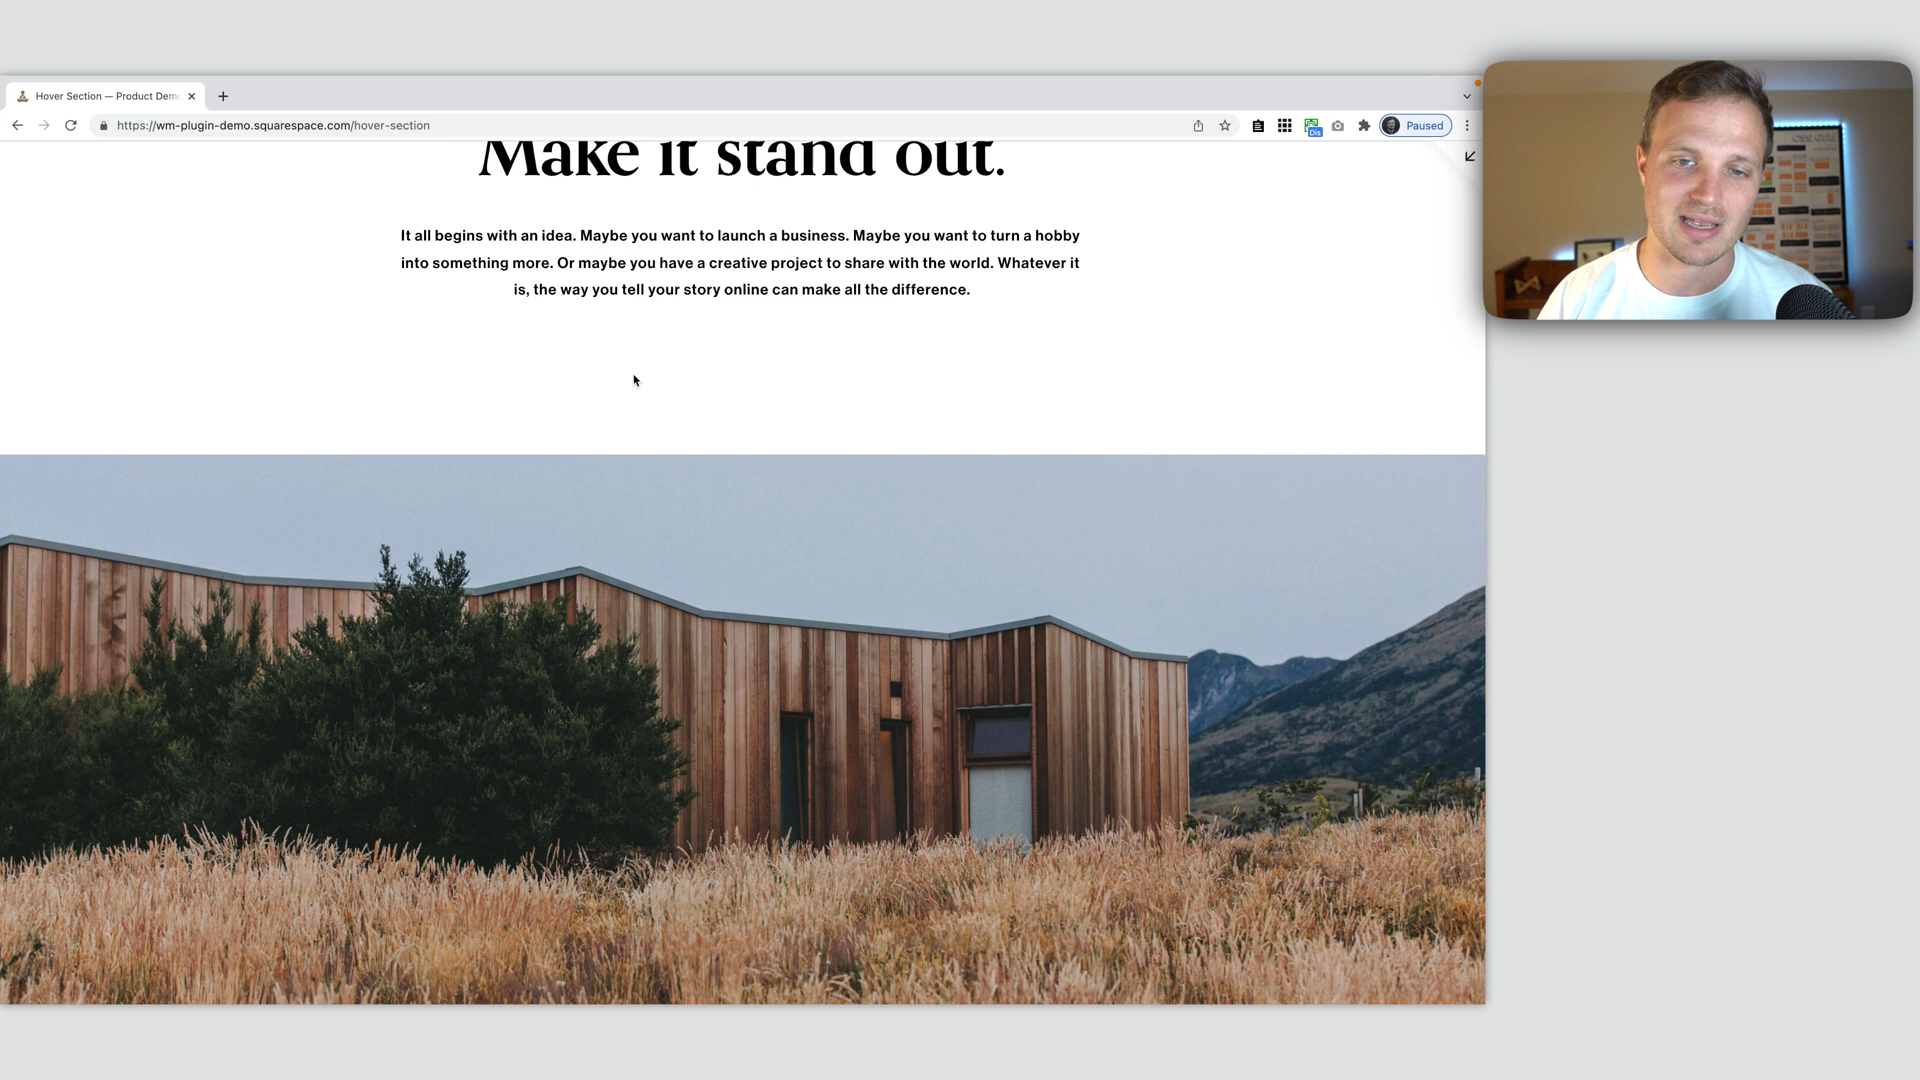 Hover Section — Product Dem
https://wm-plugin-demo.squarespace.com/hover-section
Dis
Paused
Make it stand out.
It all begins with an idea. Maybe you want to launch a business. Maybe you want to turn a hobby
into something more. Or maybe you have a creative project to share with the world. Whatever it
is, the way you tell your story online can make all the difference.